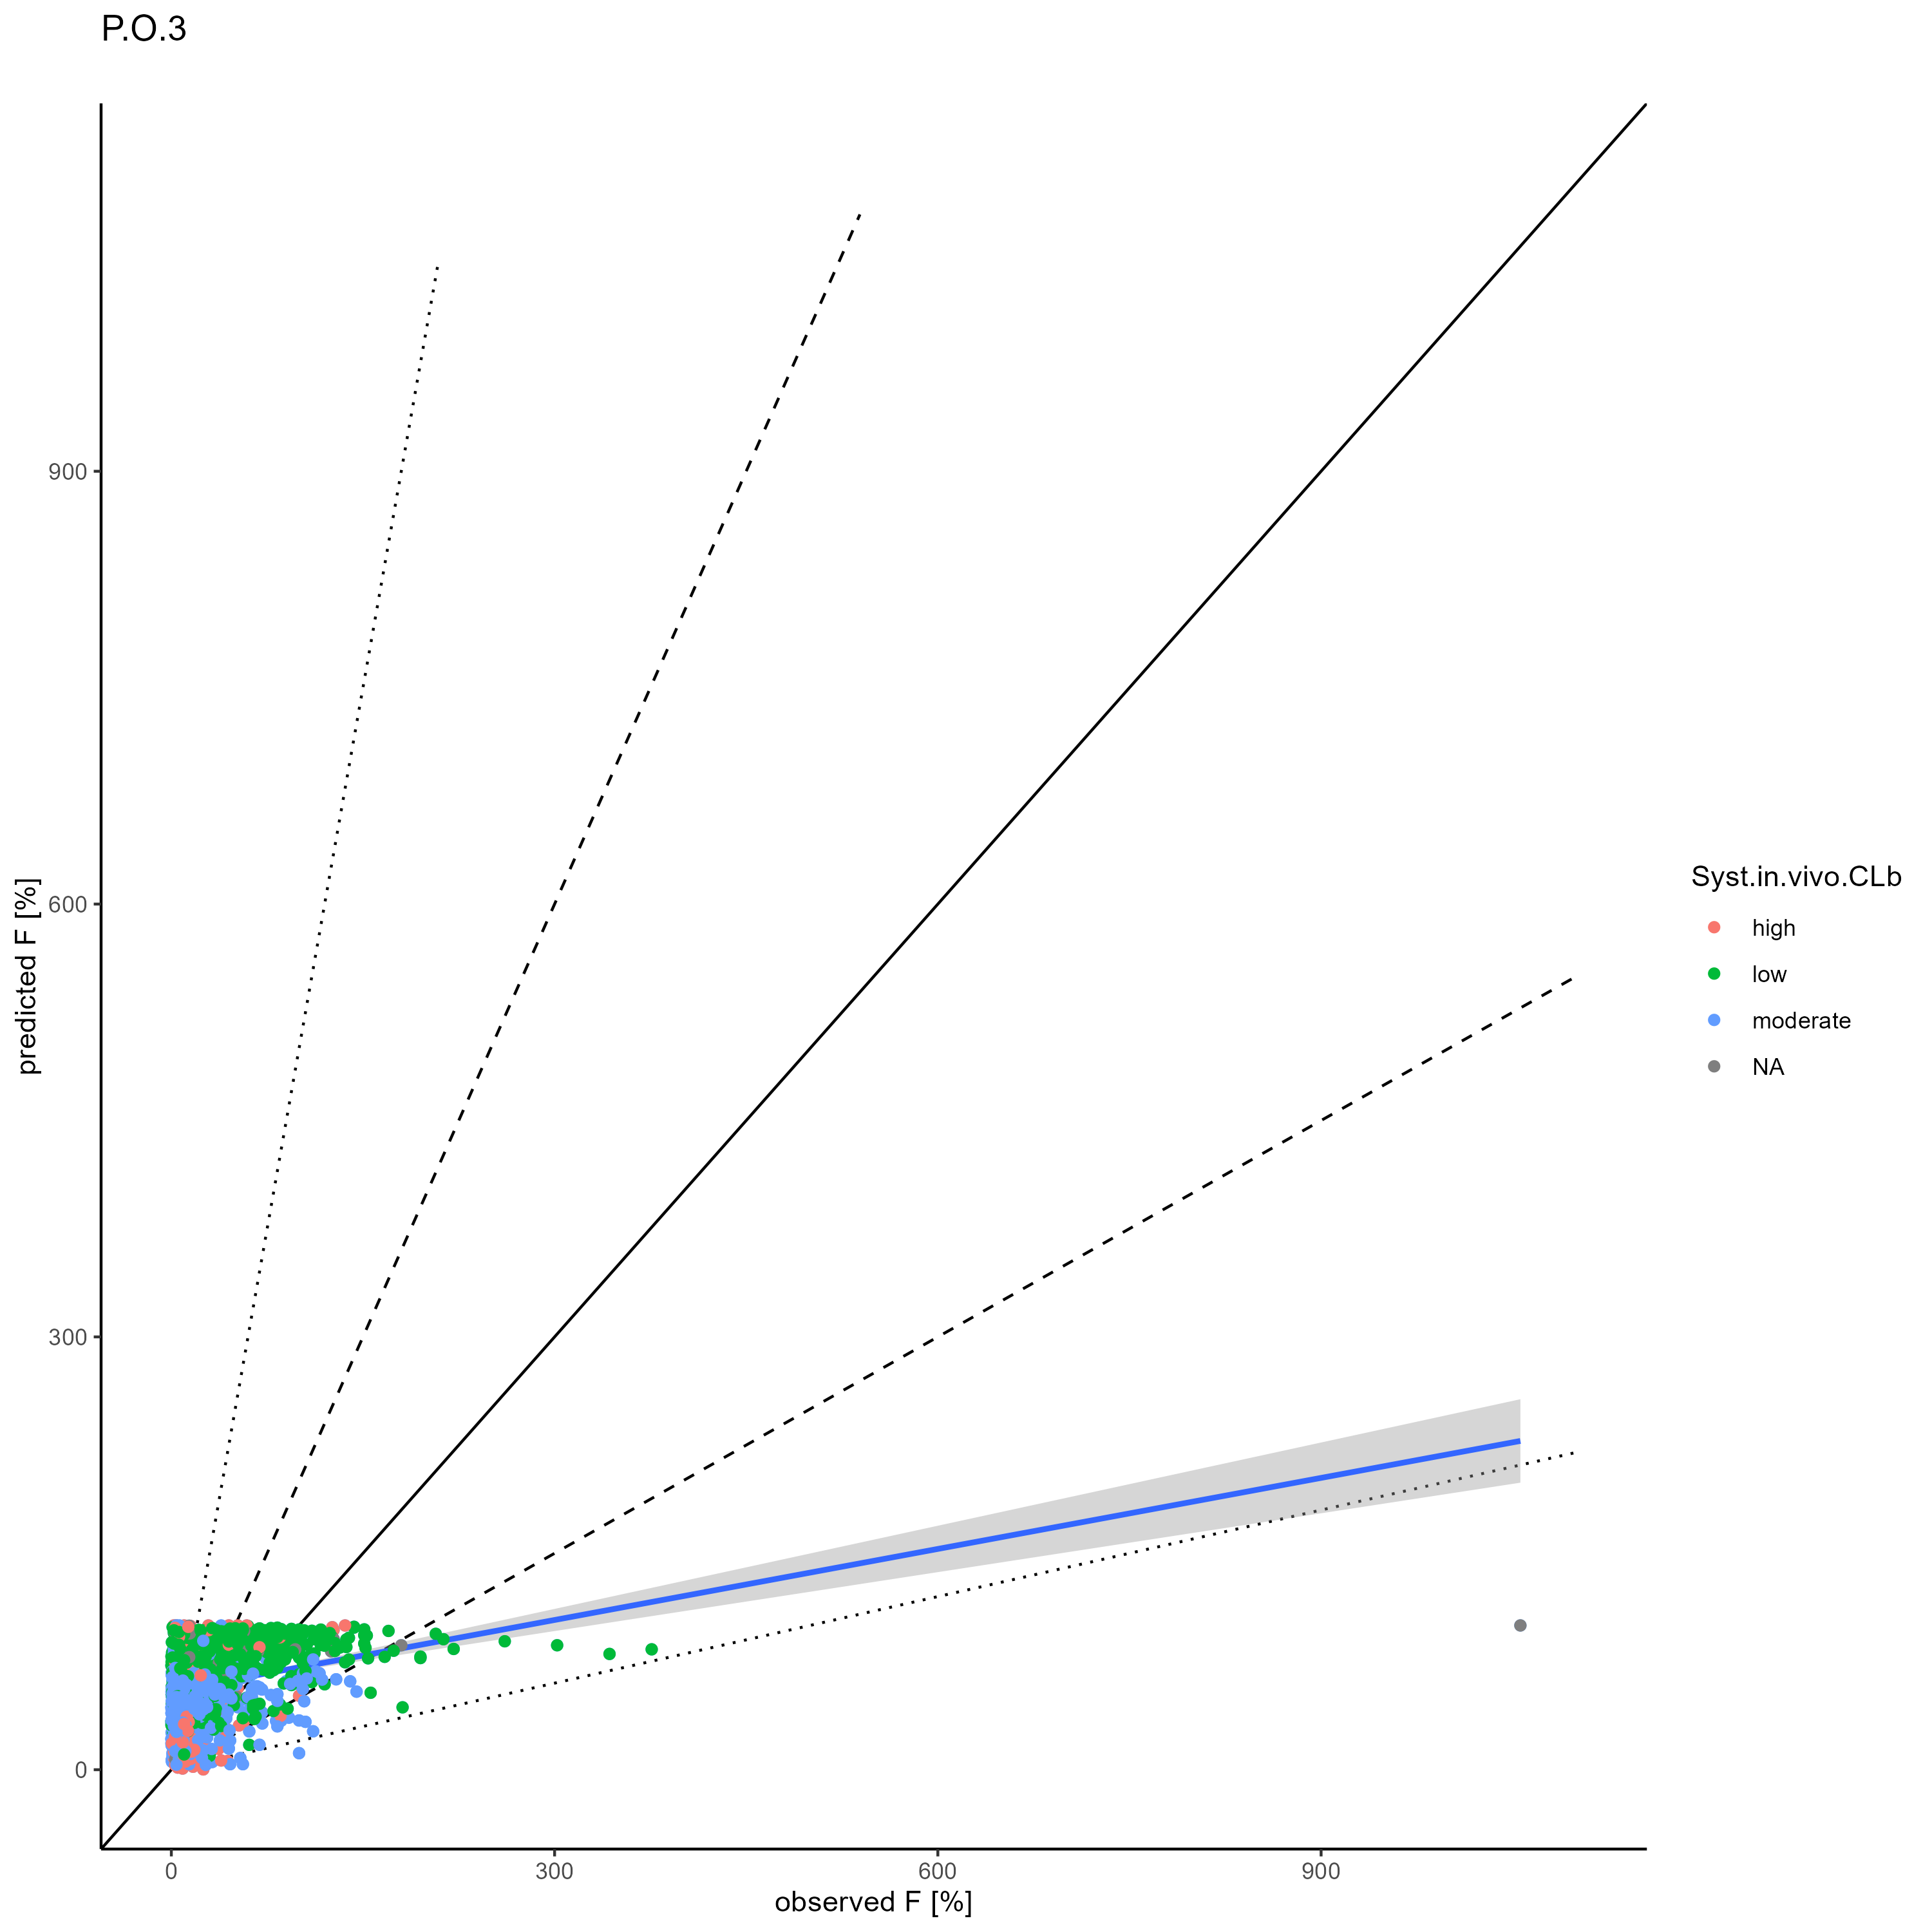 P.O.3
predicted F [%]
900
600
300
0
0 300 600 900
observed F [%]
Syst.in.vivo.CLb
high
low
moderate
NA